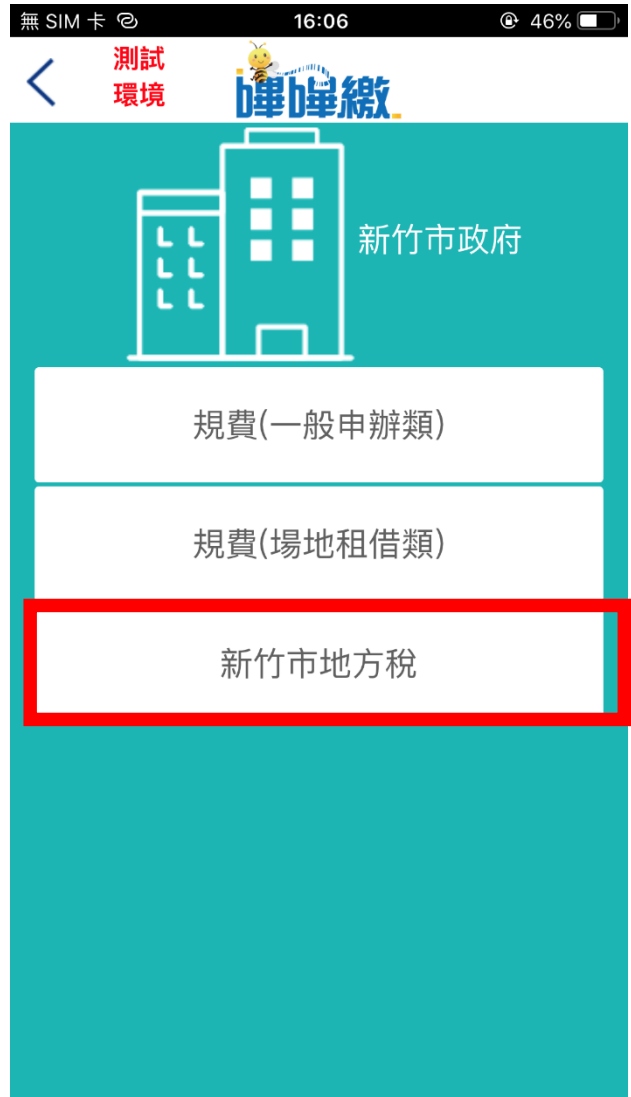 無 SIM 卡 16:06 46%
測試
環境
嗶嗶繳
新竹市政府
規費(一般申辦類)
規費(場地租借類)
新竹市地方稅